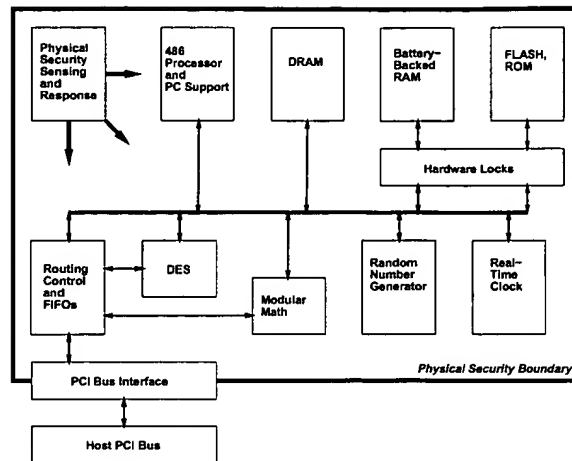 Physical
Security
Sensing
and
Response
486
Processor
and
PC Support
DRAM
Battery-
Backed
RAM
FLASH,
ROM
Hardware Locks
Routing
Control
and
FIFOs
DES
Modular
Math
Random
Number
Generator
Real-
Time
Clock
PCI Bus Interface
Physical Security Boundary
Host PCI Bus